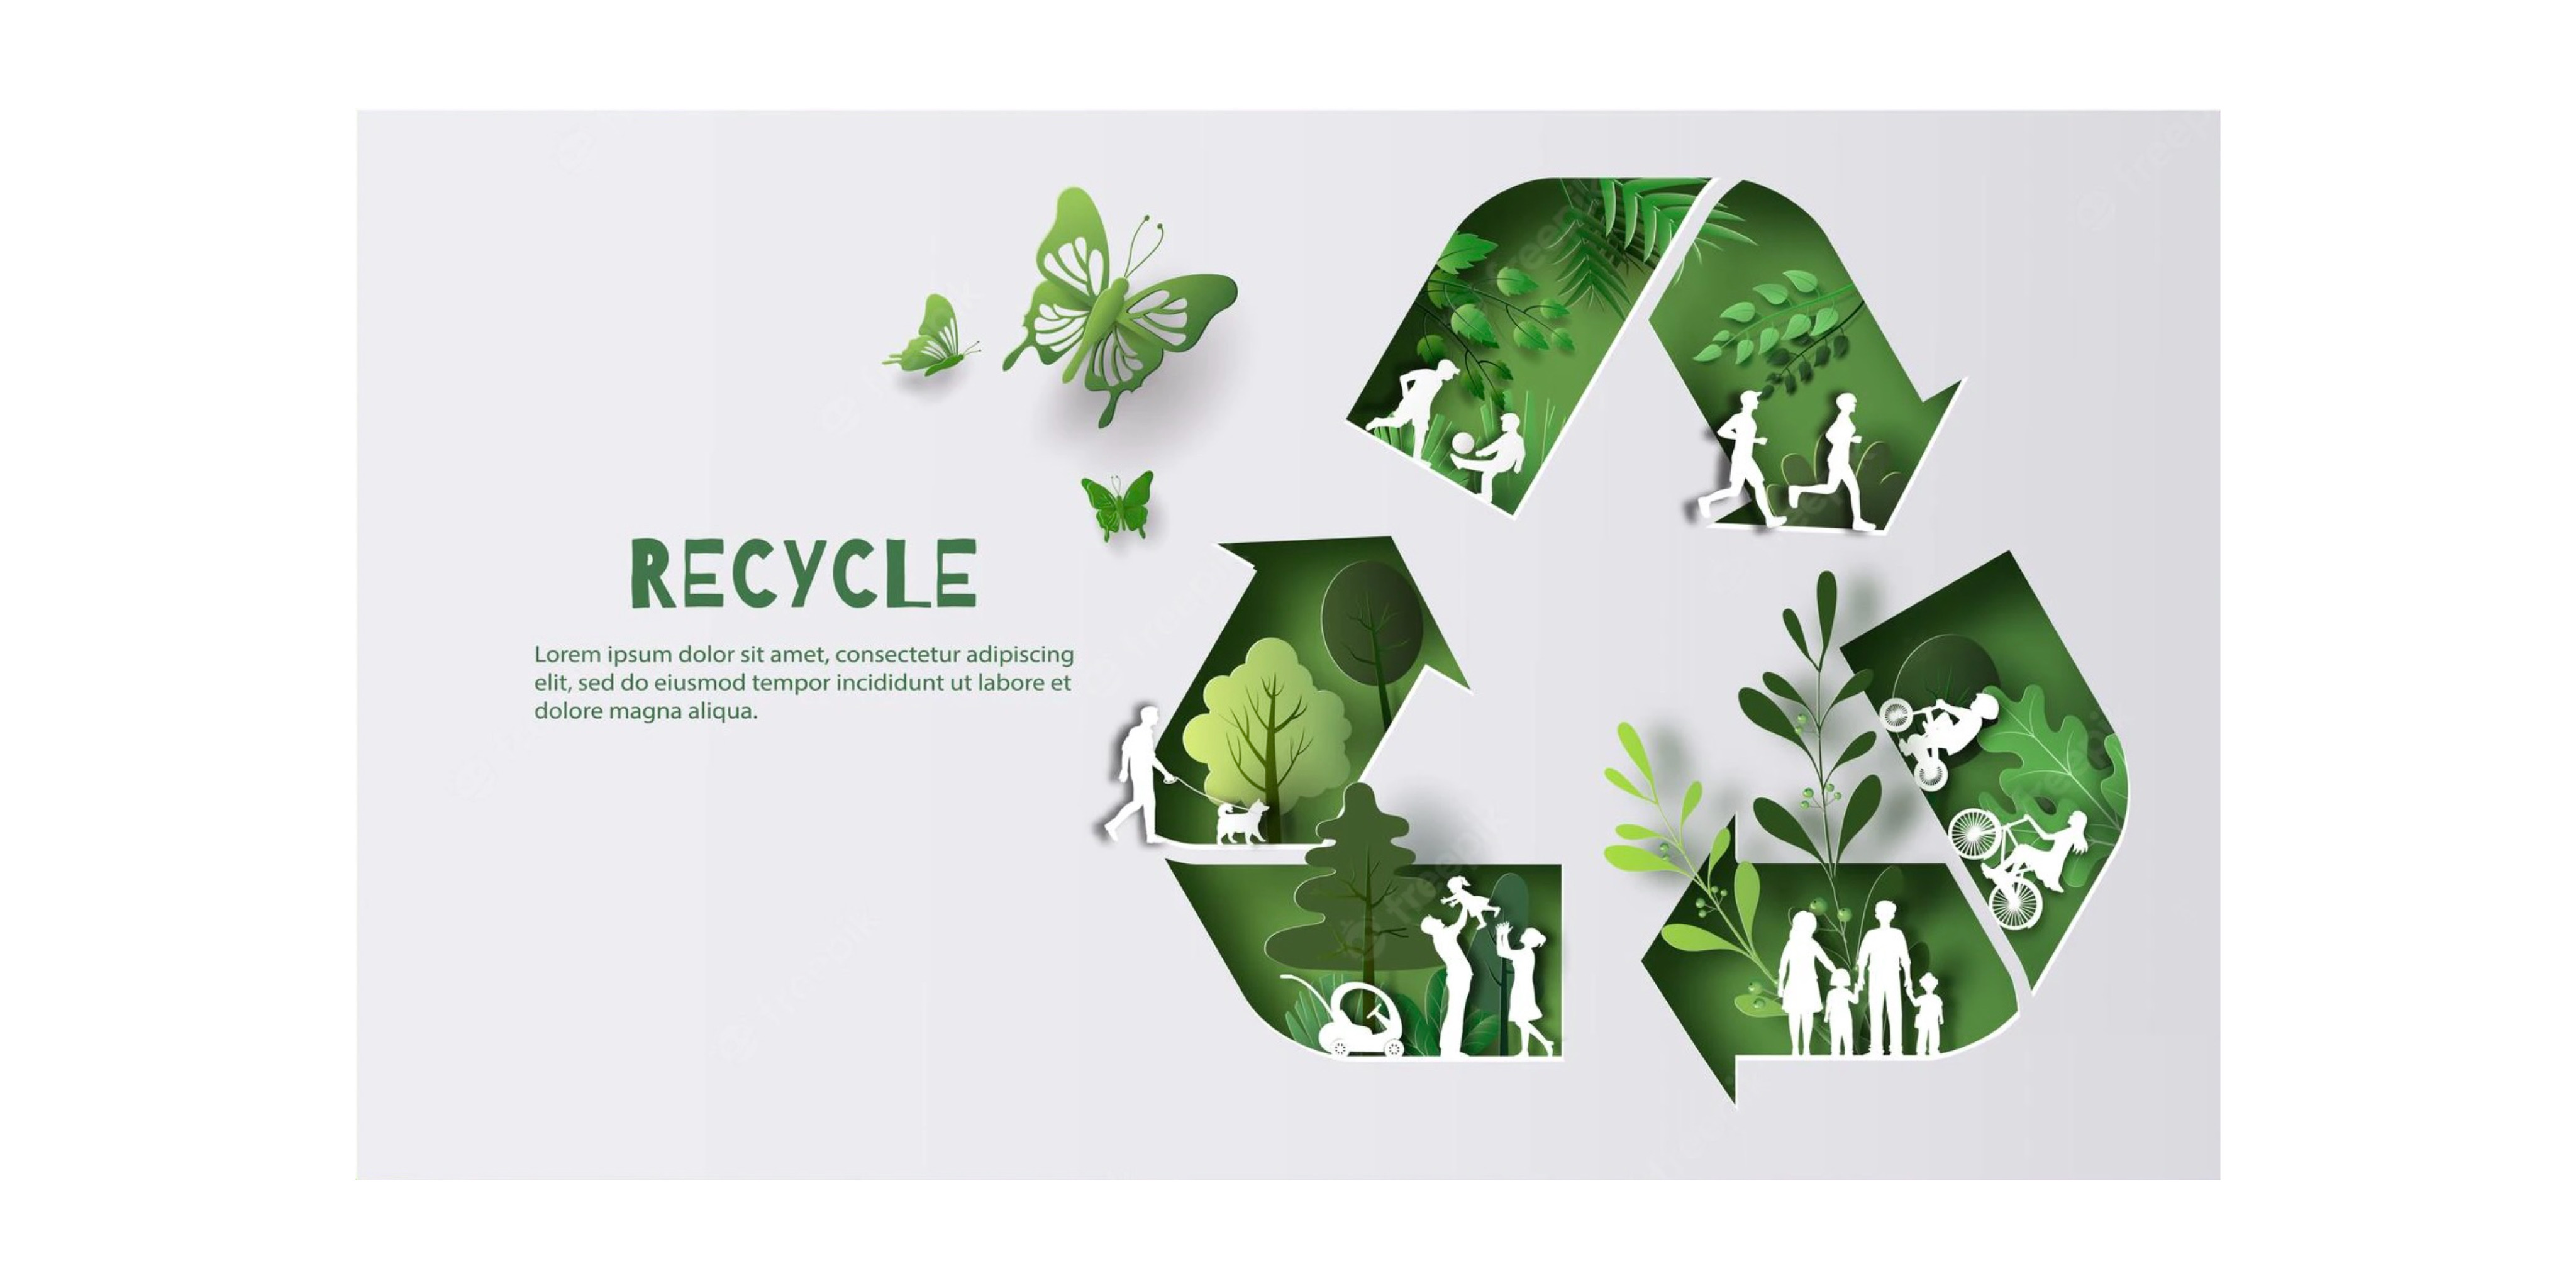 RECYCLE
Lorem ipsum dolor sit amet, consectetur adipiscing
elit, sed do eiusmod tempor incididunt ut labore et
dolore magna aliqua.
freepik